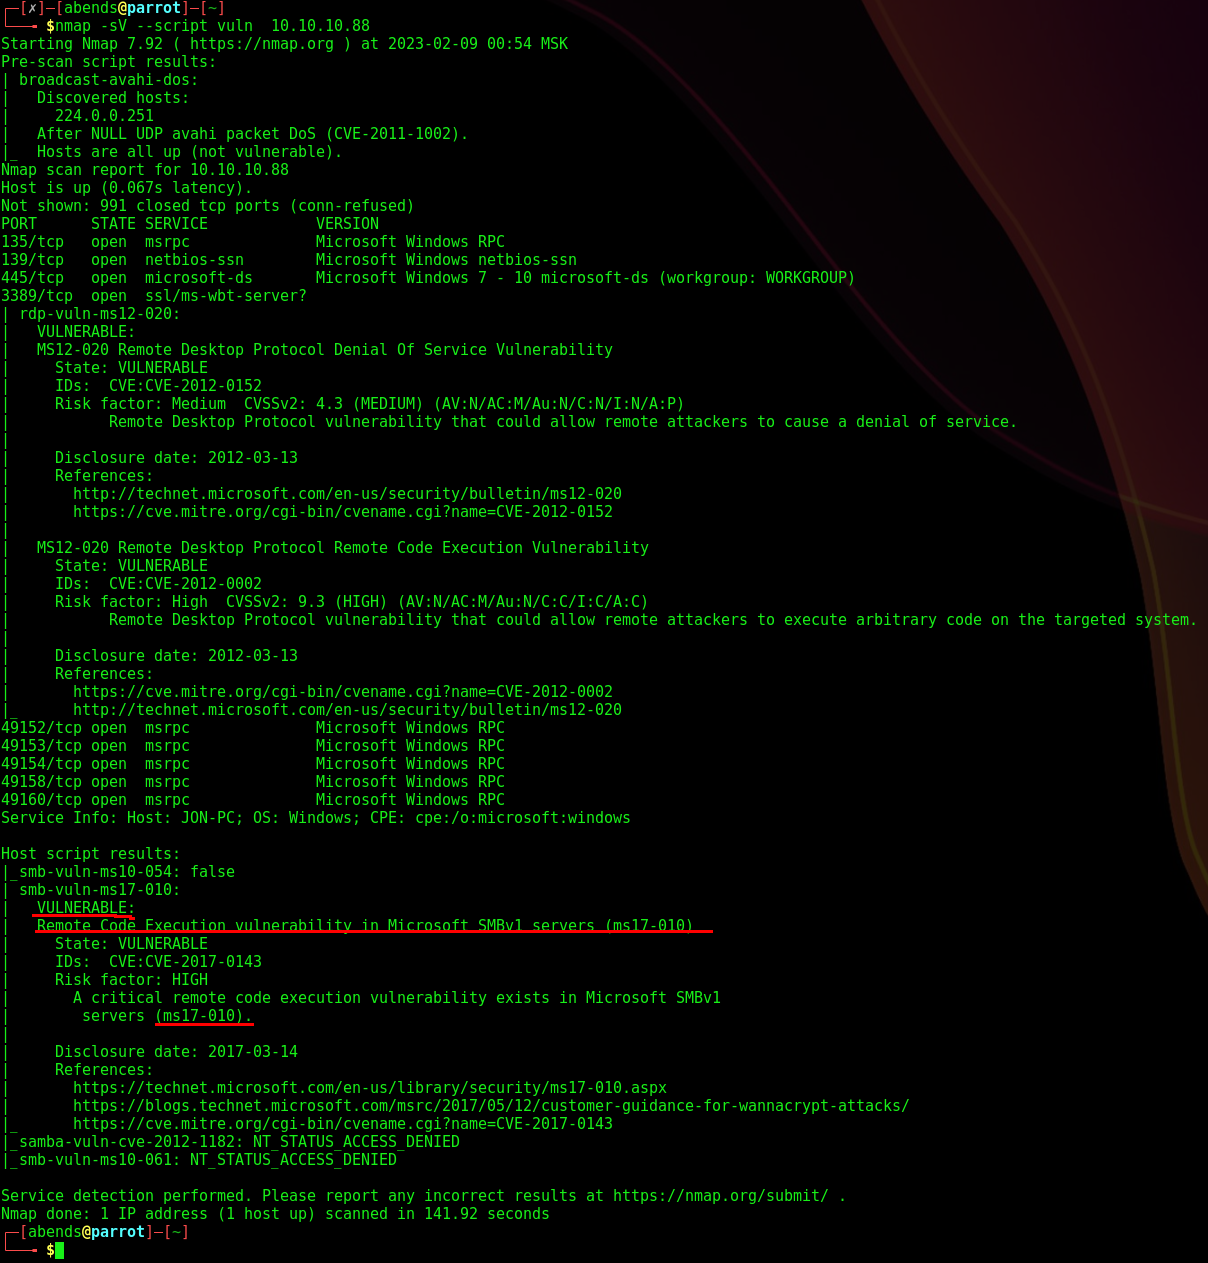 ┌─[✗]─[abends@parrot]─[~]
└──╼ $nmap -sV --script vuln  10.10.10.88
Starting Nmap 7.92 ( https://nmap.org ) at 2023-02-09 00:54 MSK
Pre-scan script results:
| broadcast-avahi-dos:
|   Discovered hosts:
|     224.0.0.251
|   After NULL UDP avahi packet DoS (CVE-2011-1002).
|_  Hosts are all up (not vulnerable).
Nmap scan report for 10.10.10.88
Host is up (0.067s latency).
Not shown: 991 closed tcp ports (conn-refused)
PORT      STATE SERVICE            VERSION
135/tcp   open  msrpc              Microsoft Windows RPC
139/tcp   open  netbios-ssn        Microsoft Windows netbios-ssn
445/tcp   open  microsoft-ds       Microsoft Windows 7 - 10 microsoft-ds (workgroup: WORKGROUP)
3389/tcp  open  ssl/ms-wbt-server?
| rdp-vuln-ms12-020:
|   VULNERABLE:
|   MS12-020 Remote Desktop Protocol Denial Of Service Vulnerability
|     State: VULNERABLE
|     IDs:  CVE:CVE-2012-0152
|     Risk factor: Medium  CVSSv2: 4.3 (MEDIUM) (AV:N/AC:M/Au:N/C:N/I:N/A:P)
|           Remote Desktop Protocol vulnerability that could allow remote attackers to cause a denial of service.
|
|     Disclosure date: 2012-03-13
|     References:
|       http://technet.microsoft.com/en-us/security/bulletin/ms12-020
|       https://cve.mitre.org/cgi-bin/cvename.cgi?name=CVE-2012-0152
|
|   MS12-020 Remote Desktop Protocol Remote Code Execution Vulnerability
|     State: VULNERABLE
|     IDs:  CVE:CVE-2012-0002
|     Risk factor: High  CVSSv2: 9.3 (HIGH) (AV:N/AC:M/Au:N/C:C/I:C/A:C)
|           Remote Desktop Protocol vulnerability that could allow remote attackers to execute arbitrary code on the targeted system.
|
|     Disclosure date: 2012-03-13
|     References:
|       https://cve.mitre.org/cgi-bin/cvename.cgi?name=CVE-2012-0002
|_      http://technet.microsoft.com/en-us/security/bulletin/ms12-020
49152/tcp open  msrpc              Microsoft Windows RPC
49153/tcp open  msrpc              Microsoft Windows RPC
49154/tcp open  msrpc              Microsoft Windows RPC
49158/tcp open  msrpc              Microsoft Windows RPC
49160/tcp open  msrpc              Microsoft Windows RPC
Service Info: Host: JON-PC; OS: Windows; CPE: cpe:/o:microsoft:windows

Host script results:
|_smb-vuln-ms10-054: false
| smb-vuln-ms17-010:
|   VULNERABLE:
|   Remote Code Execution vulnerability in Microsoft SMBv1 servers (ms17-010)
|     State: VULNERABLE
|     IDs:  CVE:CVE-2017-0143
|     Risk factor: HIGH
|       A critical remote code execution vulnerability exists in Microsoft SMBv1
|        servers (ms17-010).
|
|     Disclosure date: 2017-03-14
|     References:
|       https://technet.microsoft.com/en-us/library/security/ms17-010.aspx
|       https://blogs.technet.microsoft.com/msrc/2017/05/12/customer-guidance-for-wannacrypt-attacks/
|_      https://cve.mitre.org/cgi-bin/cvename.cgi?name=CVE-2017-0143
|_samba-vuln-cve-2012-1182: NT_STATUS_ACCESS_DENIED
|_smb-vuln-ms10-061: NT_STATUS_ACCESS_DENIED

Service detection performed. Please report any incorrect results at https://nmap.org/submit/ .
Nmap done: 1 IP address (1 host up) scanned in 141.92 seconds
┌─[abends@parrot]─[~]
└──╼ $